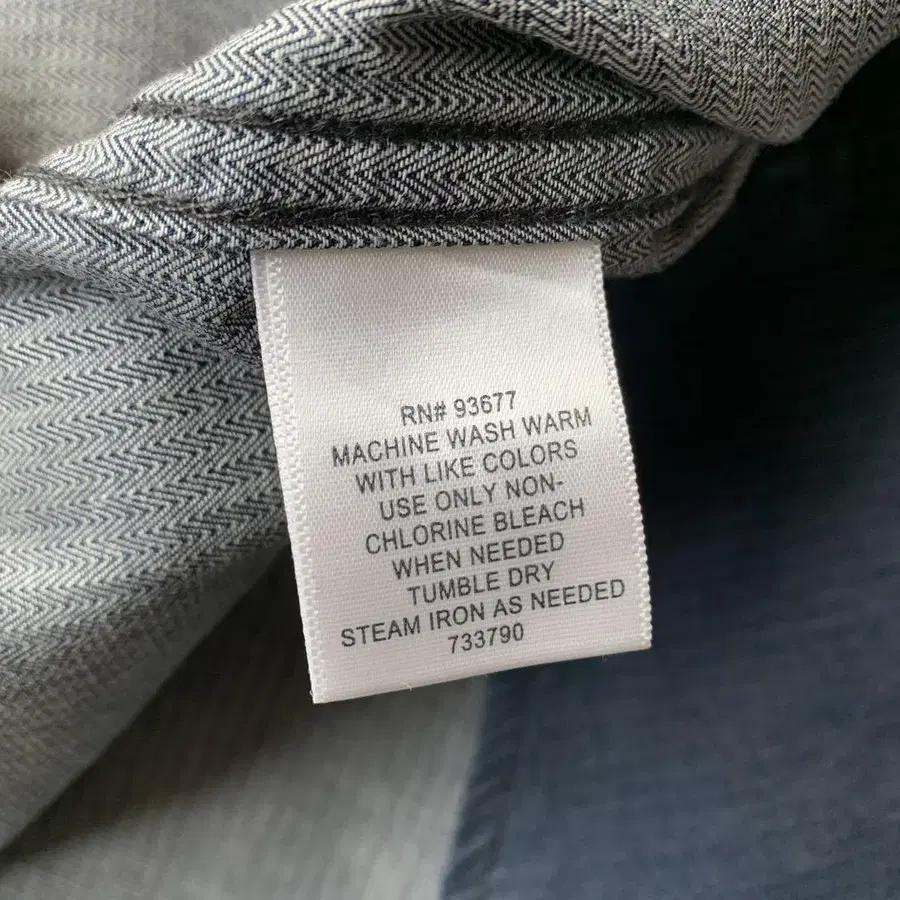 RN# 93677
MACHINE WASH WARM
WITH LIKE COLORS
USE ONLY NON-
CHLORINE BLEACH
WHEN NEEDED
TUMBLE DRY
STEAM IRON AS NEEDED
733790